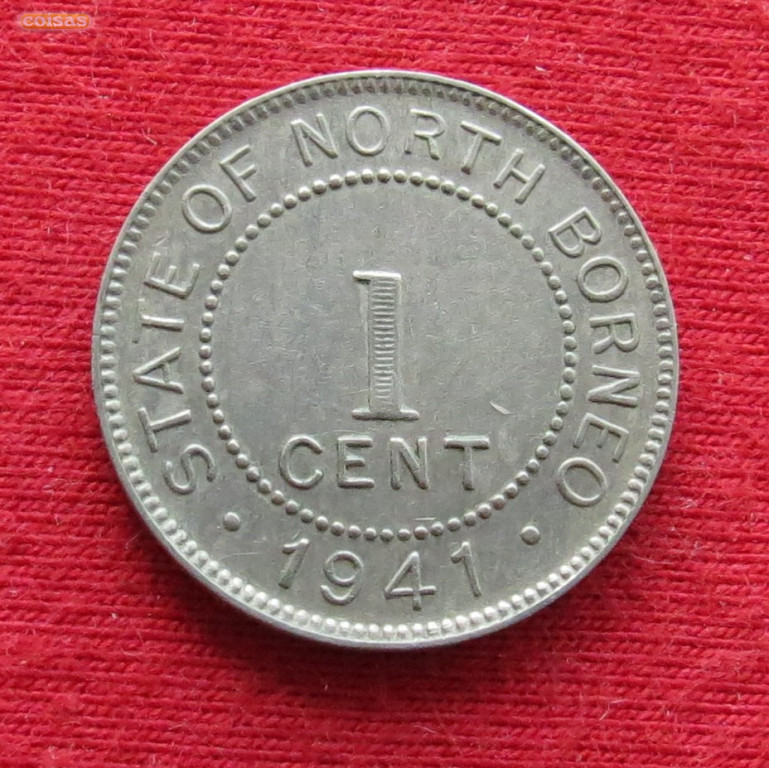 coisas
STATE OF NORTH BORNEO
1
CENT
• 1941 •
H